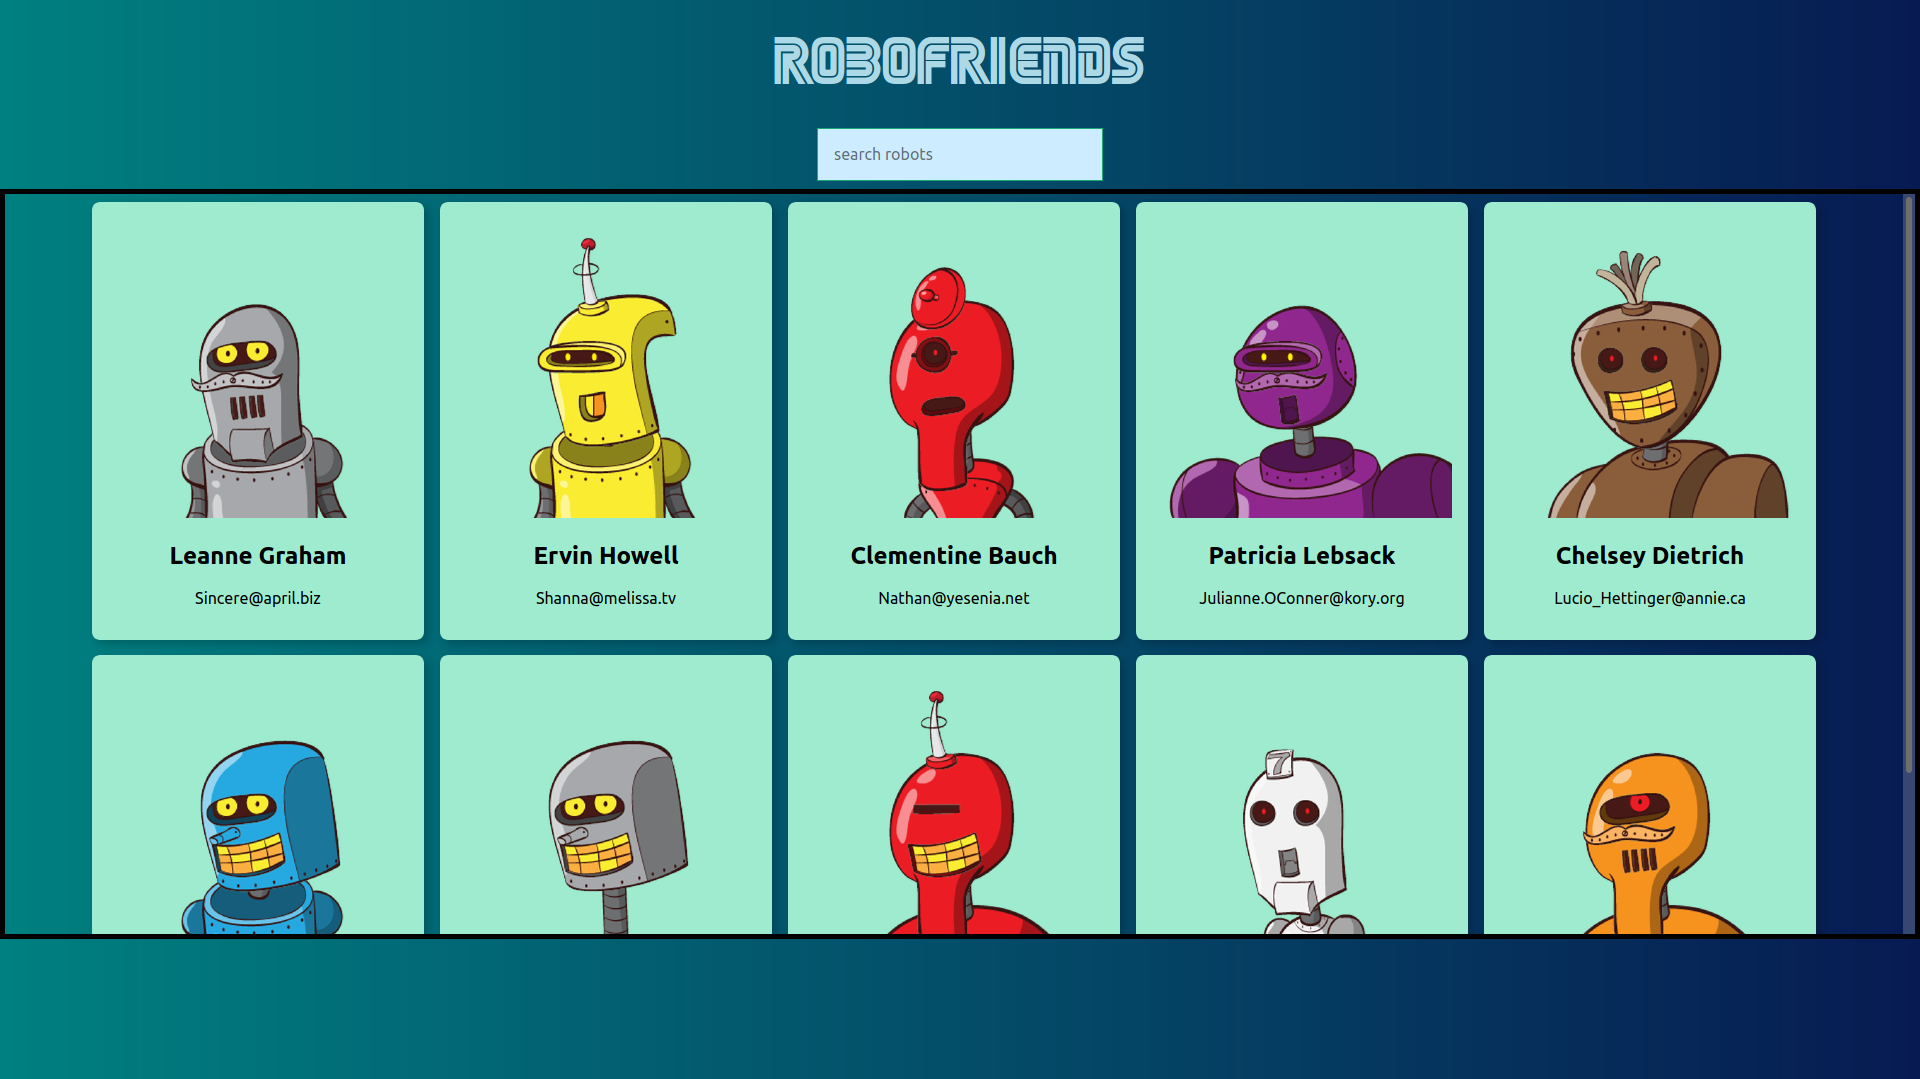 ROBOFRIENDS
search robots
Leanne Graham
Ervin Howell
Clementine Bauch
Patricia Lebsack
Chelsey Dietrich
Sincere@april.biz
Shanna@melissa.tv
Nathan@yesenia.net
Julianne.OConner@kory.org
Lucio_Hettinger@annie.ca
7